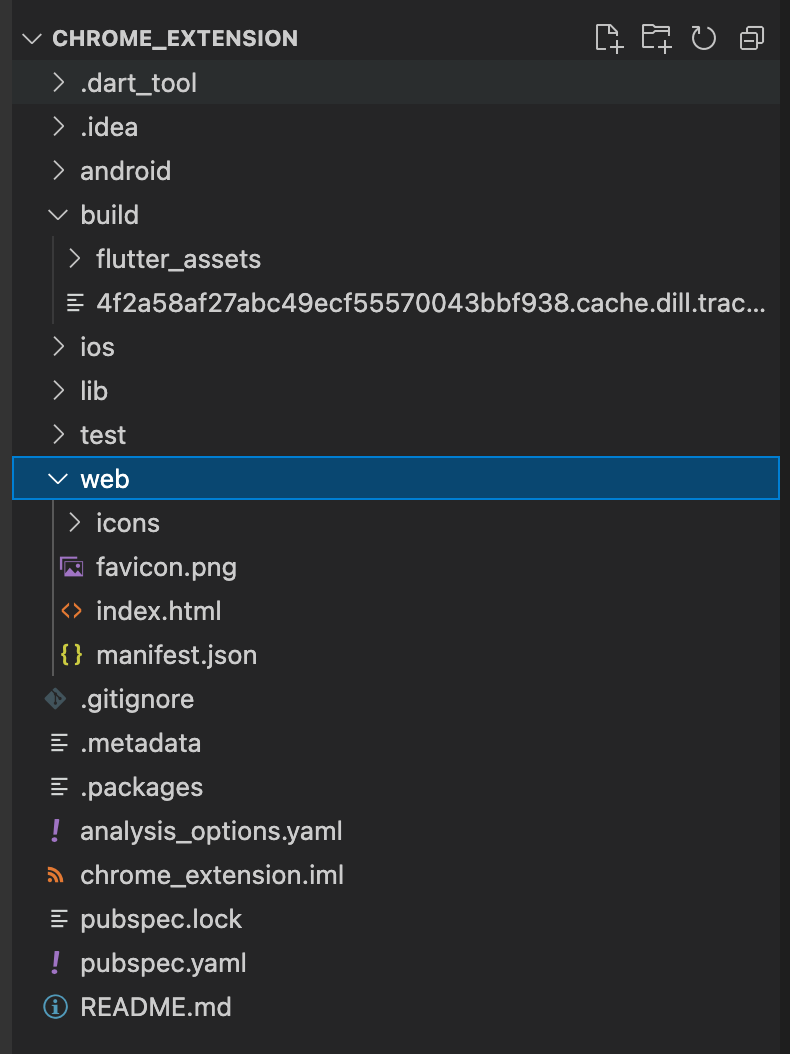 CHROME_EXTENSION
.dart_tool
.idea
android
build
flutter_assets
4f2a58af27abc49ecf55570043bbf938.cache.dill.trac...
ios
lib
test
web
icons
favicon.png
index.html
manifest.json
.gitignore
.metadata
.packages
analysis_options.yaml
chrome_extension.iml
pubspec.lock
pubspec.yaml
README.md